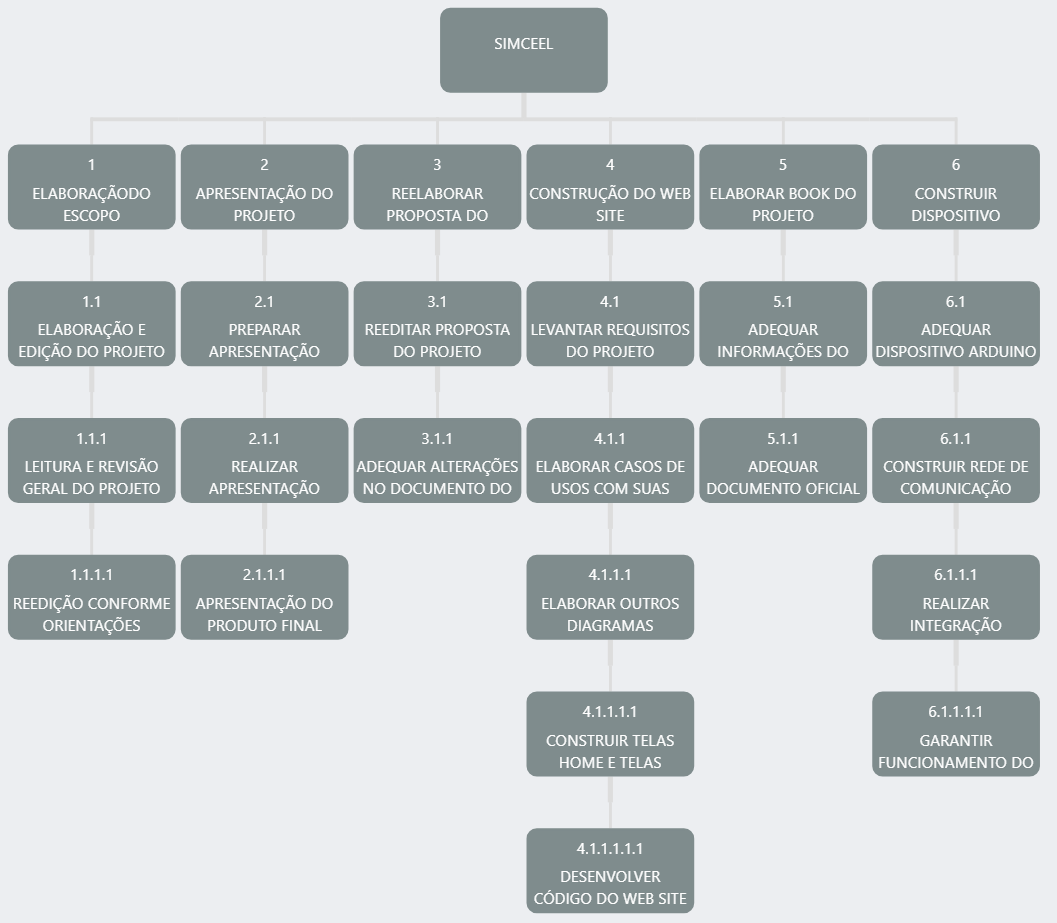 SIMCEEL
1
ELABORAÇÃODO
ESCOPO
2
APRESENTAÇÃO DO
PROJETO
3
REELABORAR
PROPOSTA DO
4
CONSTRUÇÃO DO WEB
SITE
5
ELABORAR BOOK DO
PROJETO
6
CONSTRUIR
DISPOSITIVO
1.1
ELABORAÇÃO E
EDIÇÃO DO PROJETO
2.1
PREPARAR
APRESENTAÇÃO
3.1
REEDITAR PROPOSTA
DO PROJETO
4.1
LEVANTAR REQUISITOS
DO PROJETO
5.1
ADEQUAR
INFORMAÇÕES DO
6.1
ADEQUAR
DISPOSITIVO ARDUINO
1.1.1
LEITURA E REVISÃO
GERAL DO PROJETO
2.1.1
REALIZAR
APRESENTAÇÃO
3.1.1
ADEQUAR ALTERAÇÕES
NO DOCUMENTO DO
4.1.1
ELABORAR CASOS DE
USOS COM SUAS
5.1.1
ADEQUAR
DOCUMENTO OFICIAL
6.1.1
CONSTRUIR REDE DE
COMUNICAÇÃO
1.1.1.1
REEDIÇÃO CONFORME
ORIENTAÇÕES
2.1.1.1
APRESENTAÇÃO DO
PRODUTO FINAL
4.1.1.1
ELABORAR OUTROS
DIAGRAMAS
6.1.1.1
REALIZAR
INTEGRAÇÃO
4.1.1.1.1
CONSTRUIR TELAS
HOME E TELAS
6.1.1.1.1
GARANTIR
FUNCIONAMENTO DO
4.1.1.1.1.1
DESENVOLVER
CÓDIGO DO WEB SITE